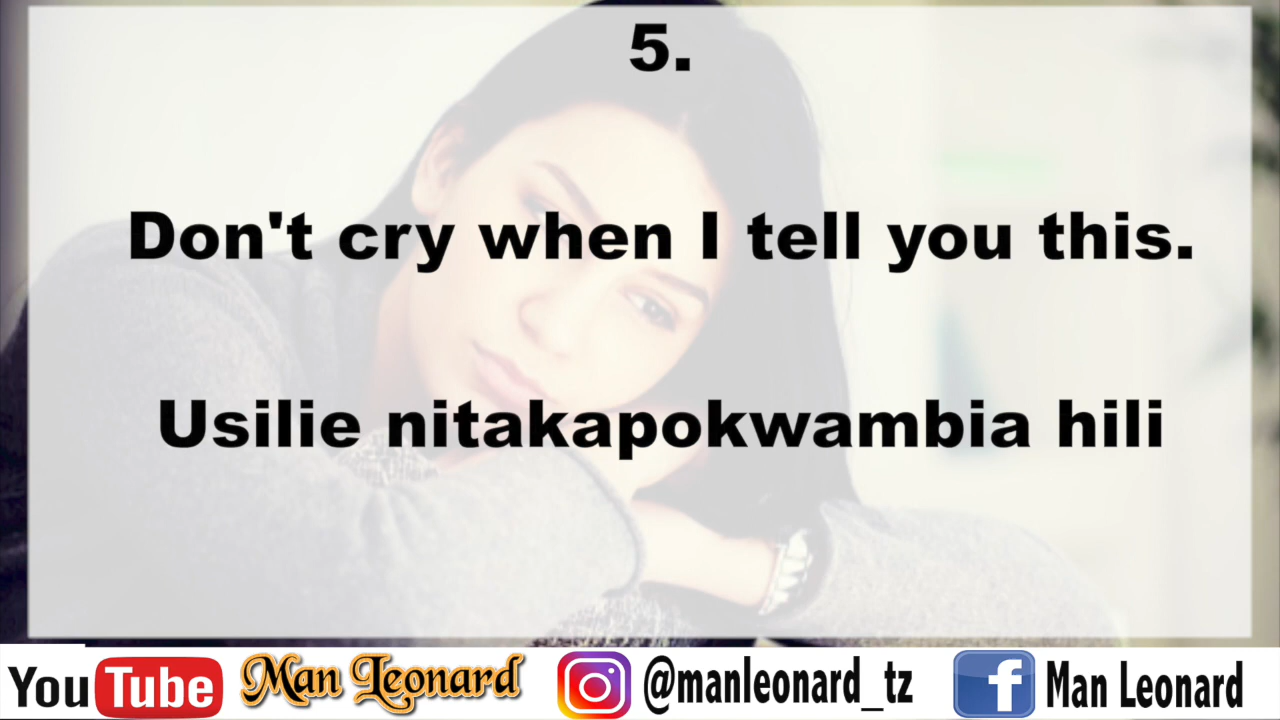 5.
Don't cry when I tell you this.
Usilie nitakapokwambia hili
YouTube Man Leonard @manleonard_tz f Man Leonard